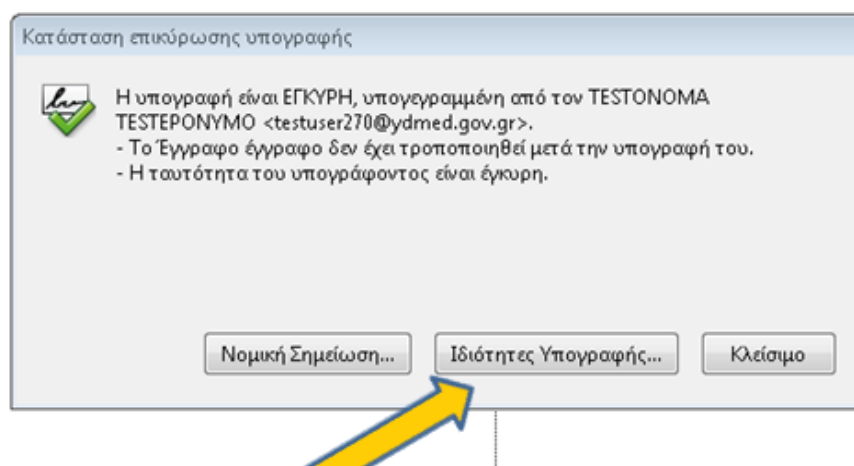 Κατάσταση επικύρωσης υπογραφής
Η υπογραφή είναι ΕΓΚΥΡΗ, υπογεγραμμένη από τον TESTONOMA
TESTEPONYMO <testuser270@ydmed.gov.gr>.
- Το Έγγραφο έγγραφο δεν έχει τροποποιηθεί μετά την υπογραφή του.
- Η ταυτότητα του υπογράφοντος είναι έγκυρη.
Νομική Σημείωση... Ιδιότητες Υπογραφής... Κλείσιμο